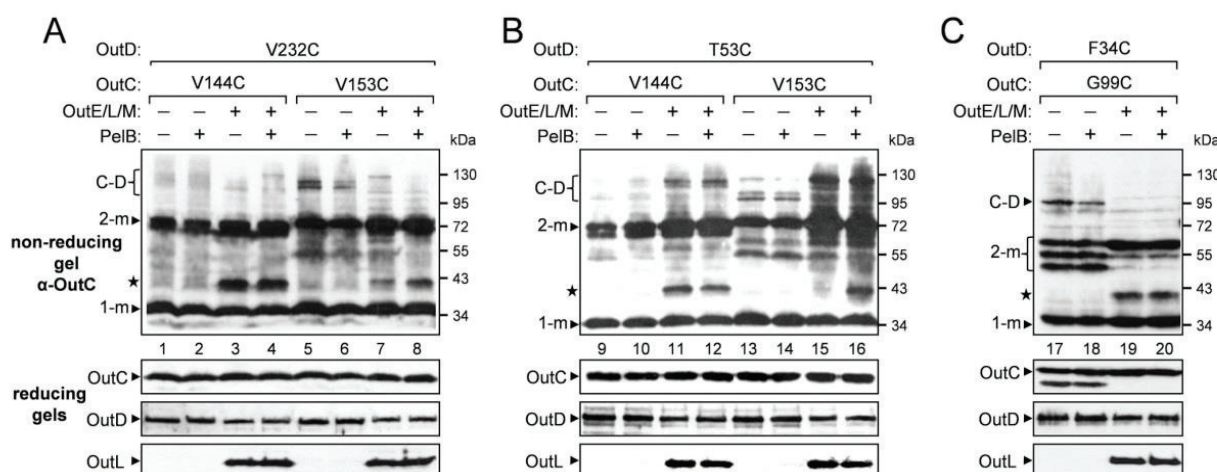 A
OutD: V232C
OutC: V144C V153C
OutE/L/M: – – + + – – + +
PelB: – + – + – + – + kDa
C-D 130
95
2-m 72
non-reducing gel α-OutC 55
★ 43
1-m 34
1 2 3 4 5 6 7 8
reducing gels
OutC
OutD
OutL
B
OutD: T53C
OutC: V144C V153C
OutE/L/M: – – + + – – + +
PelB: – + – + – + – + kDa
C-D 130
95
2-m 72
55
★ 43
1-m 34
9 10 11 12 13 14 15 16
OutC
OutD
OutL
C
OutD: F34C
OutC: G99C
OutE/L/M: – – + +
PelB: – + – + kDa
130
C-D 95
72
2-m 55
★ 43
1-m 34
17 18 19 20
OutC
OutD
OutL